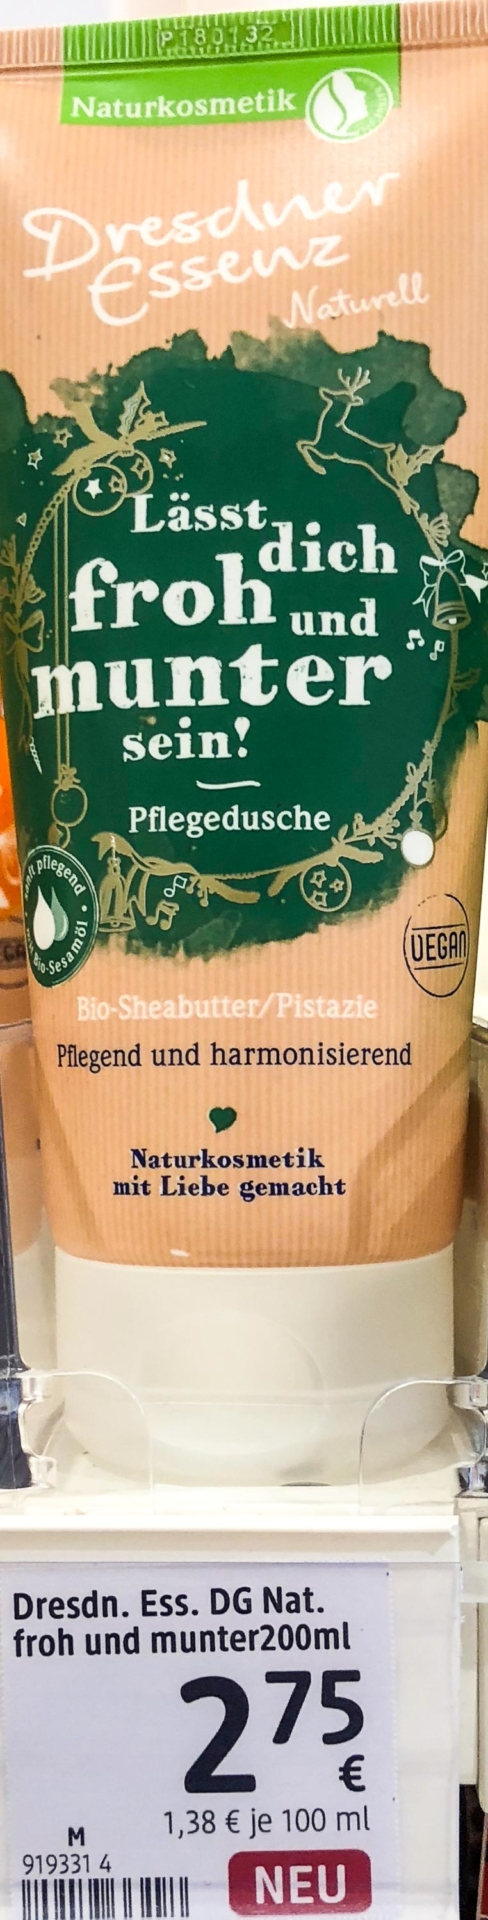 P180132
Naturkosmetik
Dresdner
Essenz
Naturell
Lässt
dich
froh
und
munter
sein!
Pflegedusche
pflegend
Bio-Sesamöl
VEGAN
Bio-Sheabutter/Pistazie
Pflegend und harmonisierend
Naturkosmetik
mit Liebe gemacht
Dresdn. Ess. DG Nat.
froh und munter200ml
2 75
€
1,38 € je 100 ml
M
919331 4
NEU